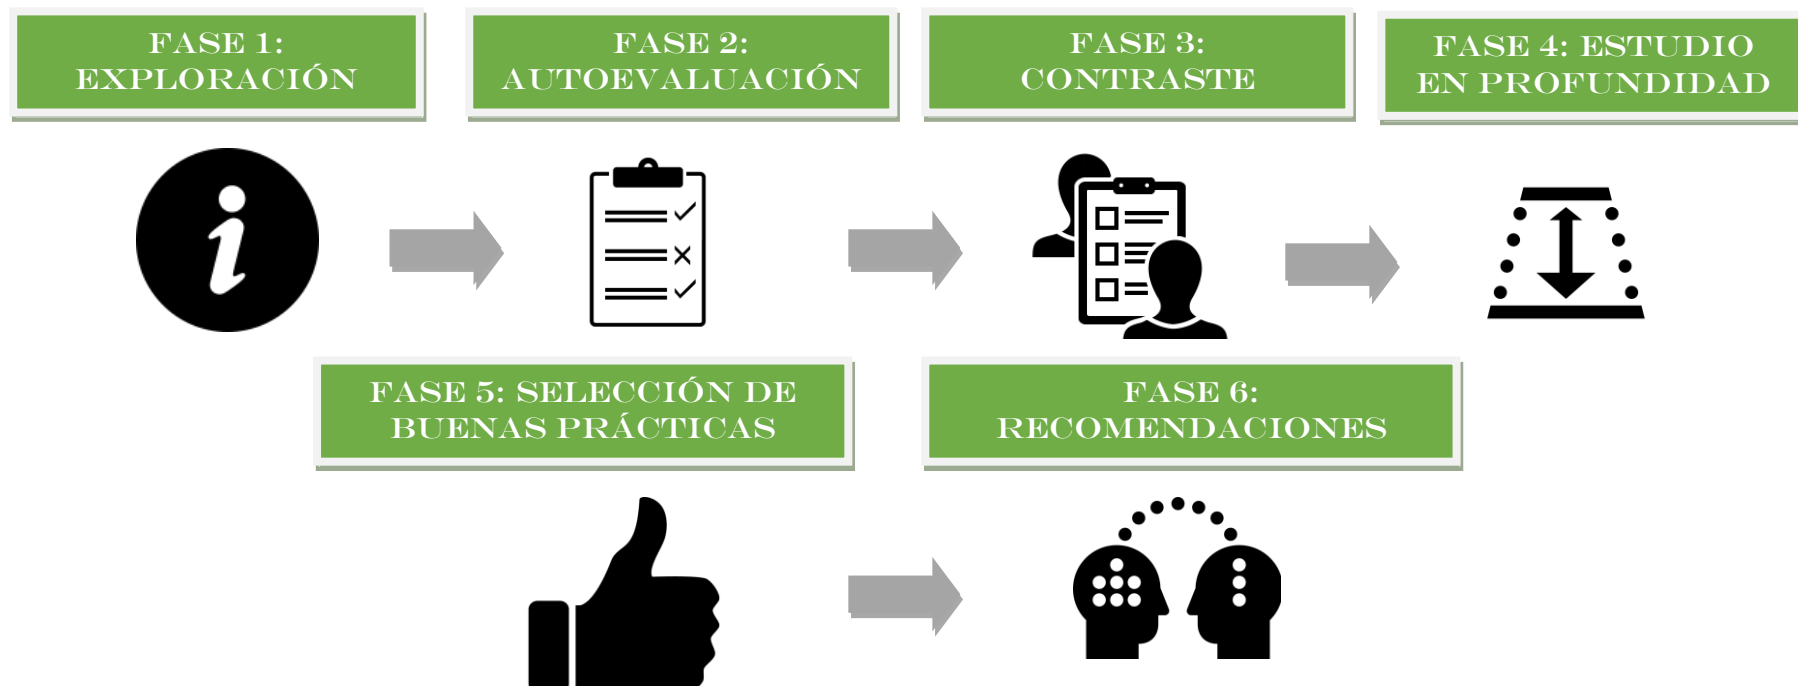 FASE 1:
EXPLORACIÓN
FASE 2:
AUTOEVALUACIÓN
FASE 3:
CONTRASTE
FASE 4: ESTUDIO
EN PROFUNDIDAD
FASE 5: SELECCIÓN DE
BUENAS PRÁCTICAS
FASE 6:
RECOMENDACIONES